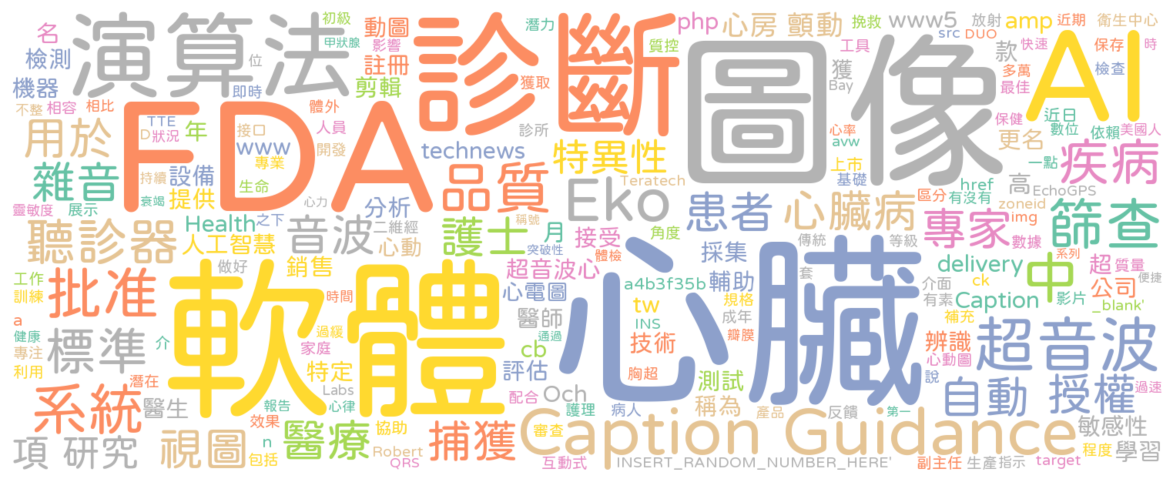 名 初級 動圖 潛力 php 心房 顫動 挽救 www5 放射 amp 近期 衛生中心
演算法 甲狀腺 影響 質控 src DUO
檢測 位 註冊 診斷 圖像 工具 獲 款 快速 AI 保存 時
機器 即時 剪輯 獲取 Bay 多萬 檢查
不整 相容 相比 體外 最佳
用於 TTE D 狀況 年 接口 人員 FDA 診所 心率 avw 保健 近日 數位 依賴 美國人
www 專業 開發 technews 特異性 上市 一點 疾病
雜音 持續 設備 品質 Teratech 基礎 href 高 EchoGPS
衰竭 提供 生命 心力 Eko 區分 有沒有 zoneid
靈敏度 展示 Health 之下 分析 稱號 患者 心臟病 專家 img 篩查
聽診器 音波 二維經 護士 月 接受 角度 數據
人工智慧 心動 突破性 體檢 採集 傳統 等級
工作 做好 銷售 超音波心 套 介面 delivery 中 超 質量 系列
批准 軟體 心臟 a4b3f35b 輔助 ck 公司 便捷
訓練 時間 心電圖 tw 規格 有素 Caption 影片 _blank'
a 醫師 INS 成年 補充
健康 標準 介 過緩 通過 技術 瓣膜 辨識 超音波
專注 家庭 cb 心動圖
利用 潛在 特定 評估 胸超 測試 說 過速
系統 醫生 Labs 配合 Och 自動 授權
報告 心律 護理 病人 稱為 產品 反饋 第一
效果 協助 審查 Caption Guidance 敏感性
項 研究 視圖 n 醫療 捕獲 程度 學習
包括 Robert QRS 互動式 INSERT_RANDOM_NUMBER_HERE' 副主任 生產指示 target